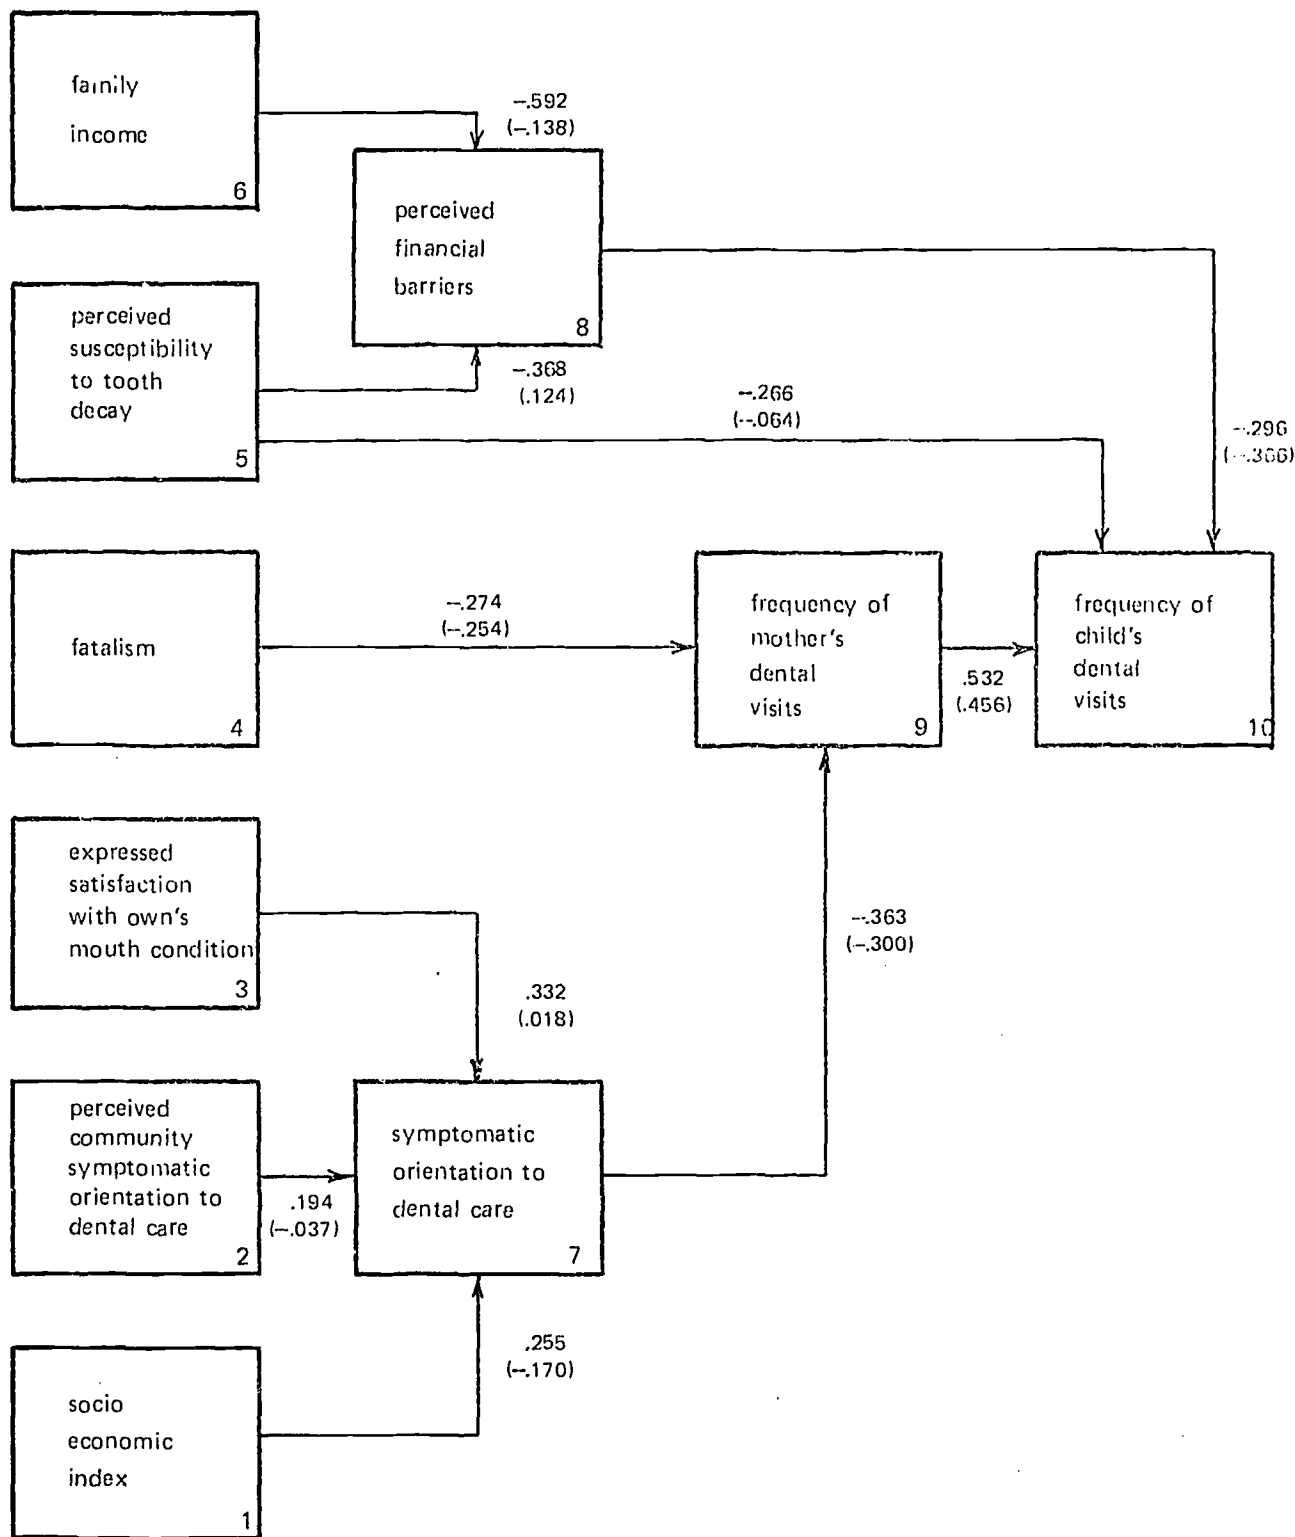 family
income
6
-.592
(-.138)
perceived
financial
barriers
8
perceived
susceptibility
to tooth
decay
5
-.368
(.124)
-.266
(-.064)
-.296
(-.366)
fatalism
4
-.274
(-.254)
frequency of
mother's
dental
visits
9
.532
(.456)
frequency of
child's
dental
visits
10
expressed
satisfaction
with own's
mouth condition
3
.332
(.018)
-.363
(-.300)
perceived
community
symptomatic
orientation to
dental care
2
.194
(-.037)
symptomatic
orientation to
dental care
7
socio
economic
index
1
.255
(-.170)